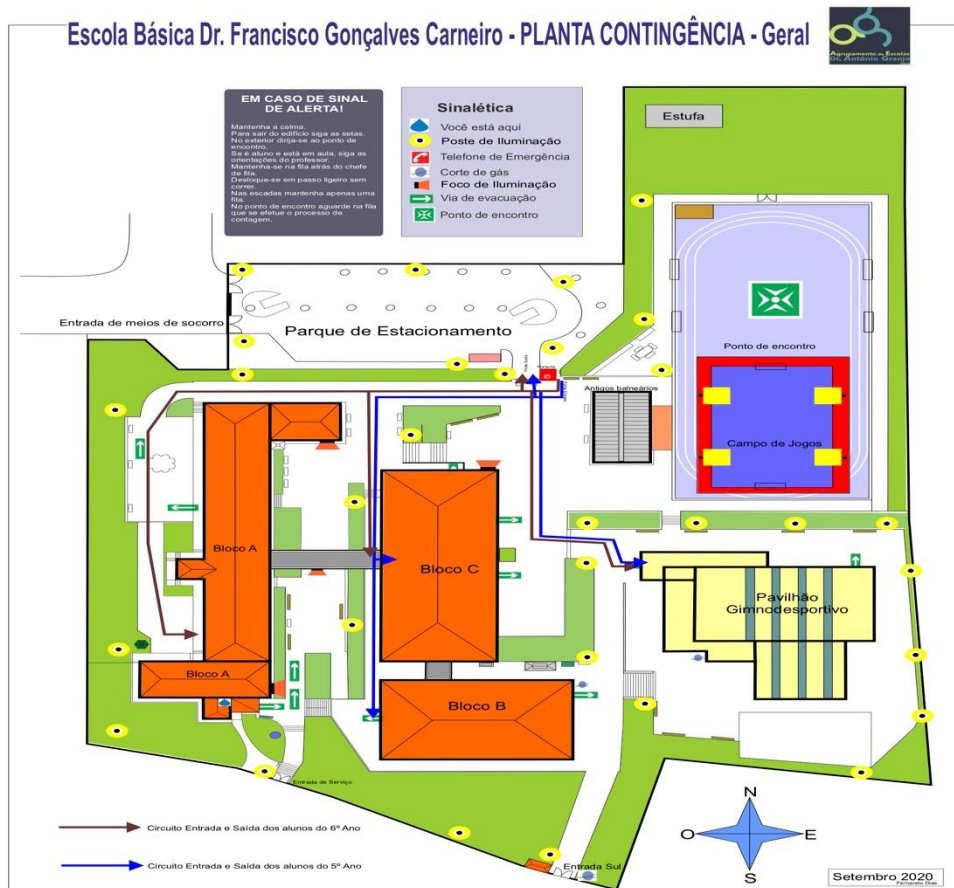 Escola Básica Dr. Francisco Gonçalves Carneiro - PLANTA CONTINGÊNCIA - Geral
Agrupamento de Escolas
Dr. António Granjo
EM CASO DE SINAL
DE ALERTA!
Mantenha a calma.
Para sair do edifício siga as setas.
No exterior dirija-se ao ponto de
encontro.
Se é aluno e está em aula, siga as
orientações do professor.
Mantenha-se na fila atrás do chefe
de fila.
Desloque-se em passo ligeiro sem
correr.
Nas escadas mantenha apenas uma
fila.
No ponto de encontro aguarde na fila
que se efetue o processo de
contagem.
Sinalética
Você está aqui
Poste de Iluminação
Telefone de Emergência
Corte de gás
Foco de Iluminação
Via de evacuação
Ponto de encontro
Estufa
Entrada de meios de socorro
Parque de Estacionamento
Ponto de encontro
Antigos balneários
Campo de Jogos
Bloco A
Bloco C
Pavilhão
Gimnodesportivo
Bloco A
Bloco B
Entrada de Serviço
Entrada Sul
Circuito Entrada e Saída dos alunos do 6º Ano
Circuito Entrada e Saída dos alunos do 5º Ano
N
O
E
S
Setembro 2020
Fernando Dias